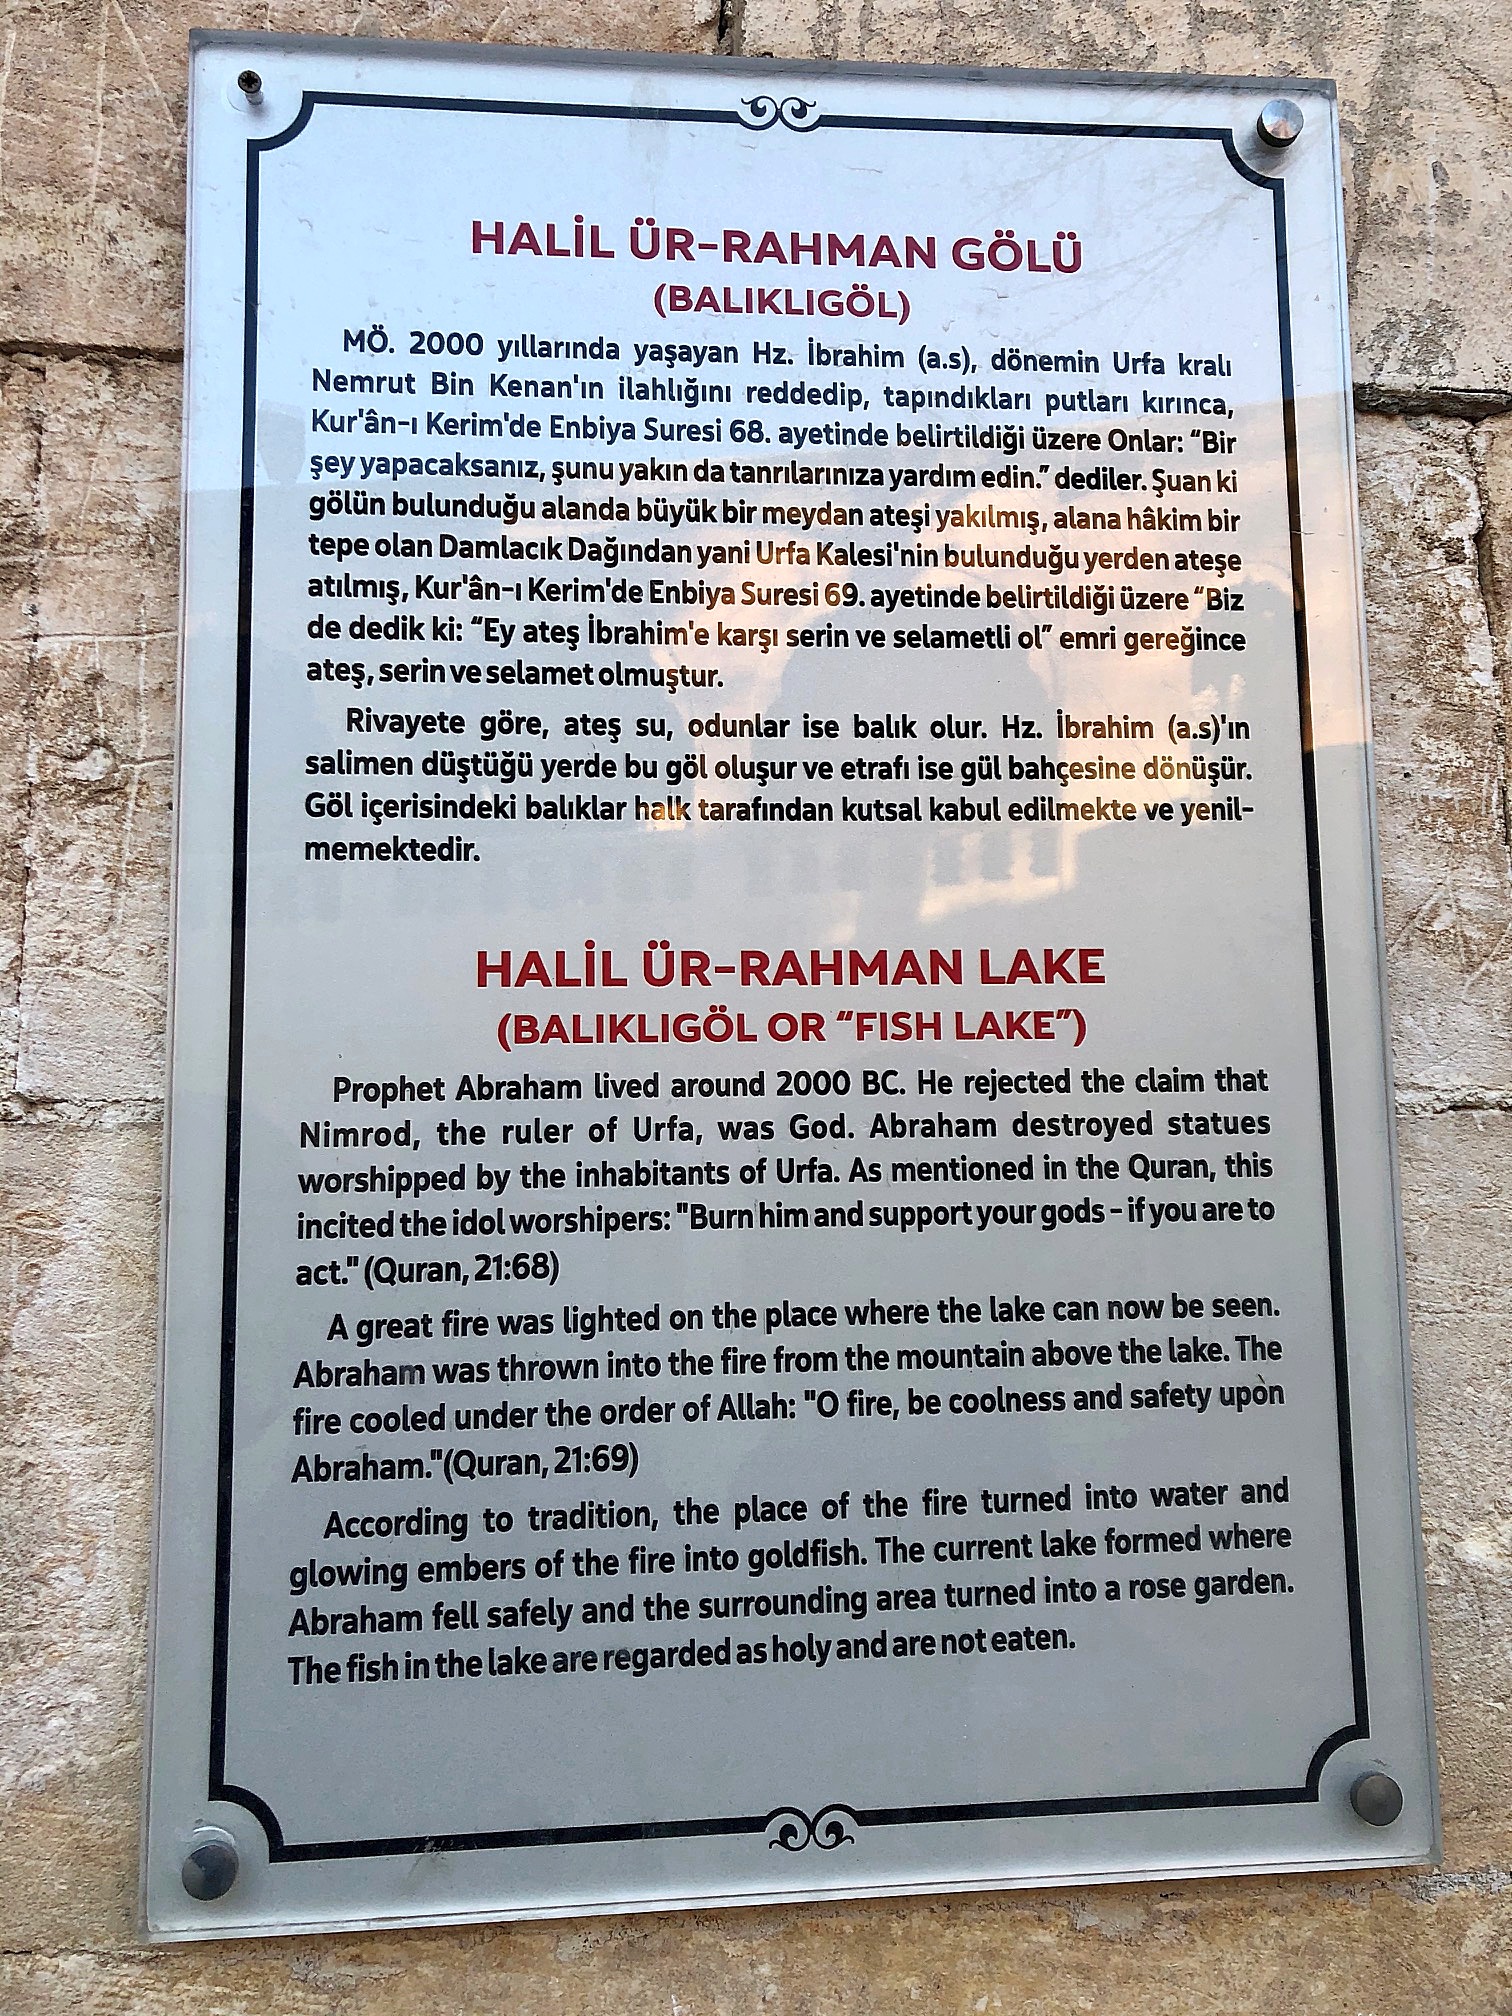 HALİL ÜR-RAHMAN GÖLÜ
(BALIKLIGÖL)
MÖ. 2000 yıllarında yaşayan Hz. İbrahim (a.s), dönemin Urfa kralı
Nemrut Bin Kenan'ın ilahlığını reddedip, tapındıkları putları kırınca,
Kur'ân-ı Kerim'de Enbiya Suresi 68. ayetinde belirtildiği üzere Onlar: “Bir
şey yapacaksanız, şunu yakın da tanrılarınıza yardım edin.” dediler. Şuan ki
gölün bulunduğu alanda büyük bir meydan ateşi yakılmış, alana hâkim bir
tepe olan Damlacık Dağından yani Urfa Kalesi'nin bulunduğu yerden ateşe
atılmış, Kur'ân-ı Kerim'de Enbiya Suresi 69. ayetinde belirtildiği üzere “Biz
de dedik ki: “Ey ateş İbrahim'e karşı serin ve selametli ol” emri gereğince
ateş, serin ve selamet olmuştur.
Rivayete göre, ateş su, odunlar ise balık olur. Hz. İbrahim (a.s)'ın
salimen düştüğü yerde bu göl oluşur ve etrafı ise gül bahçesine dönüşür.
Göl içerisindeki balıklar halk tarafından kutsal kabul edilmekte ve yenil-
memektedir.
HALİL ÜR-RAHMAN LAKE
(BALIKLIGÖL OR “FISH LAKE”)
Prophet Abraham lived around 2000 BC. He rejected the claim that
Nimrod, the ruler of Urfa, was God. Abraham destroyed statues
worshipped by the inhabitants of Urfa. As mentioned in the Quran, this
incited the idol worshipers: "Burn him and support your gods - if you are to
act." (Quran, 21:68)
A great fire was lighted on the place where the lake can now be seen.
Abraham was thrown into the fire from the mountain above the lake. The
fire cooled under the order of Allah: "O fire, be coolness and safety upon
Abraham."(Quran, 21:69)
According to tradition, the place of the fire turned into water and
glowing embers of the fire into goldfish. The current lake formed where
Abraham fell safely and the surrounding area turned into a rose garden.
The fish in the lake are regarded as holy and are not eaten.